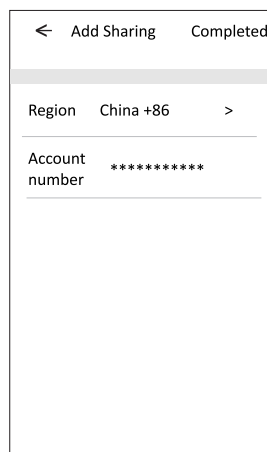 ← Add Sharing Completed
Region China +86 >
Account
number ***********